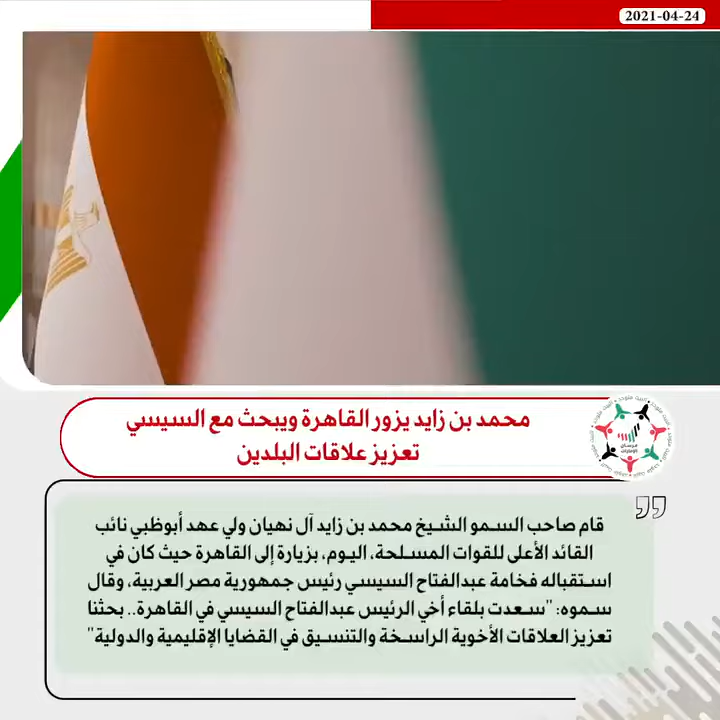 2021-04-24
محمد بن زايد يزور القاهرة ويبحث مع السيسي
تعزيز علاقات البلدين
فرسان
الإمارات
قام صاحب السمو الشيخ محمد بن زايد آل نهيان ولي عهد أبوظبي نائب
القائد الأعلى للقوات المسلحة، اليوم، بزيارة إلى القاهرة حيث كان في
استقباله فخامة عبدالفتاح السيسي رئيس جمهورية مصر العربية، وقال
سموه: "سعدت بلقاء أخي الرئيس عبدالفتاح السيسي في القاهرة.. بحثنا
تعزيز العلاقات الأخوية الراسخة والتنسيق في القضايا الإقليمية والدولية"